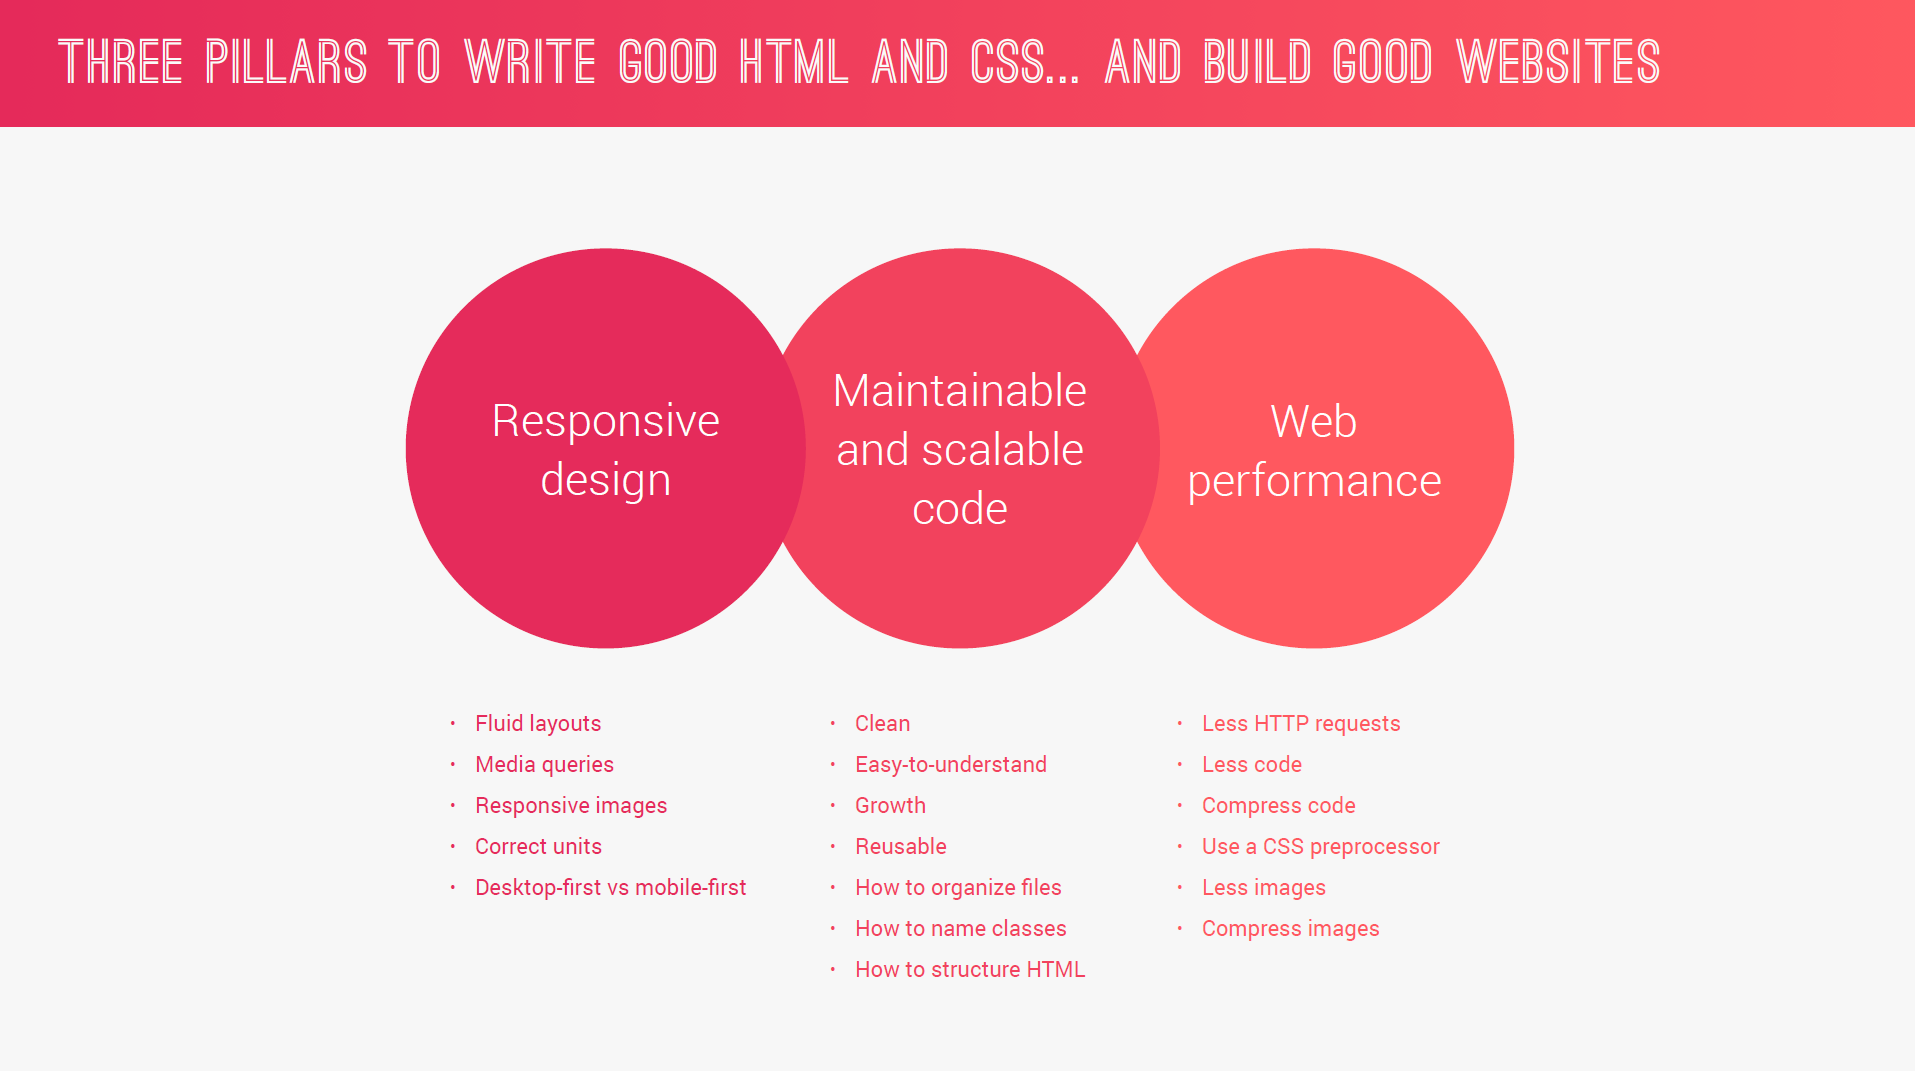 THREE PILLARS TO WRITE GOOD HTML AND CSS... AND BUILD GOOD WEBSITES
Responsive
design
Maintainable
and scalable
code
Web
performance
• Fluid layouts
• Media queries
• Responsive images
• Correct units
• Desktop-first vs mobile-first
• Clean
• Easy-to-understand
• Growth
• Reusable
• How to organize files
• How to name classes
• How to structure HTML
• Less HTTP requests
• Less code
• Compress code
• Use a CSS preprocessor
• Less images
• Compress images